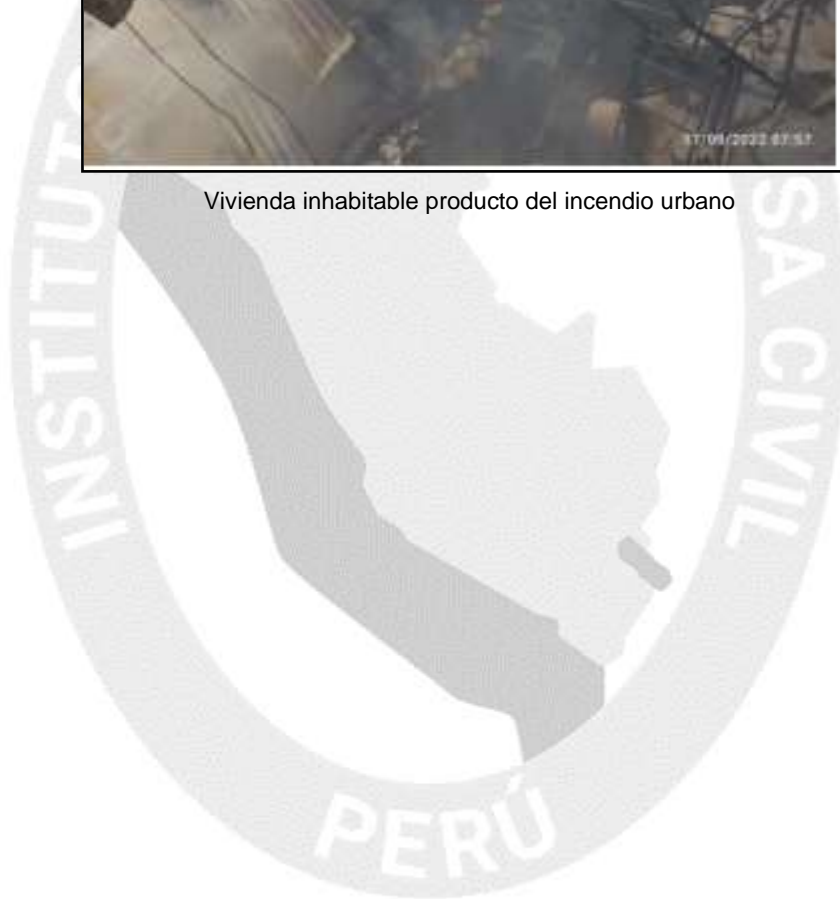 17/09/2022 07:57
Vivienda inhabitable producto del incendio urbano
INSTITUTO
SA CIVIL
PERÚ